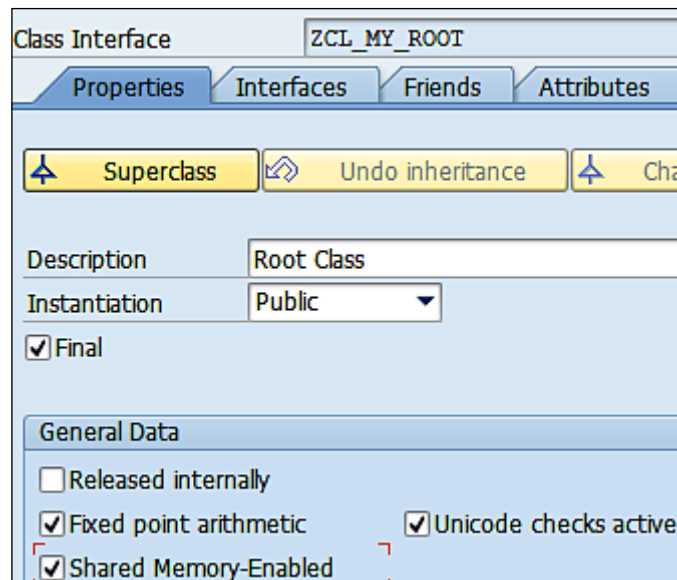 Class Interface ZCL_MY_ROOT
Properties Interfaces Friends Attributes
Superclass Undo inheritance Cha
Description Root Class
Instantiation Public
Final
General Data
Released internally
Fixed point arithmetic Unicode checks active
Shared Memory-Enabled